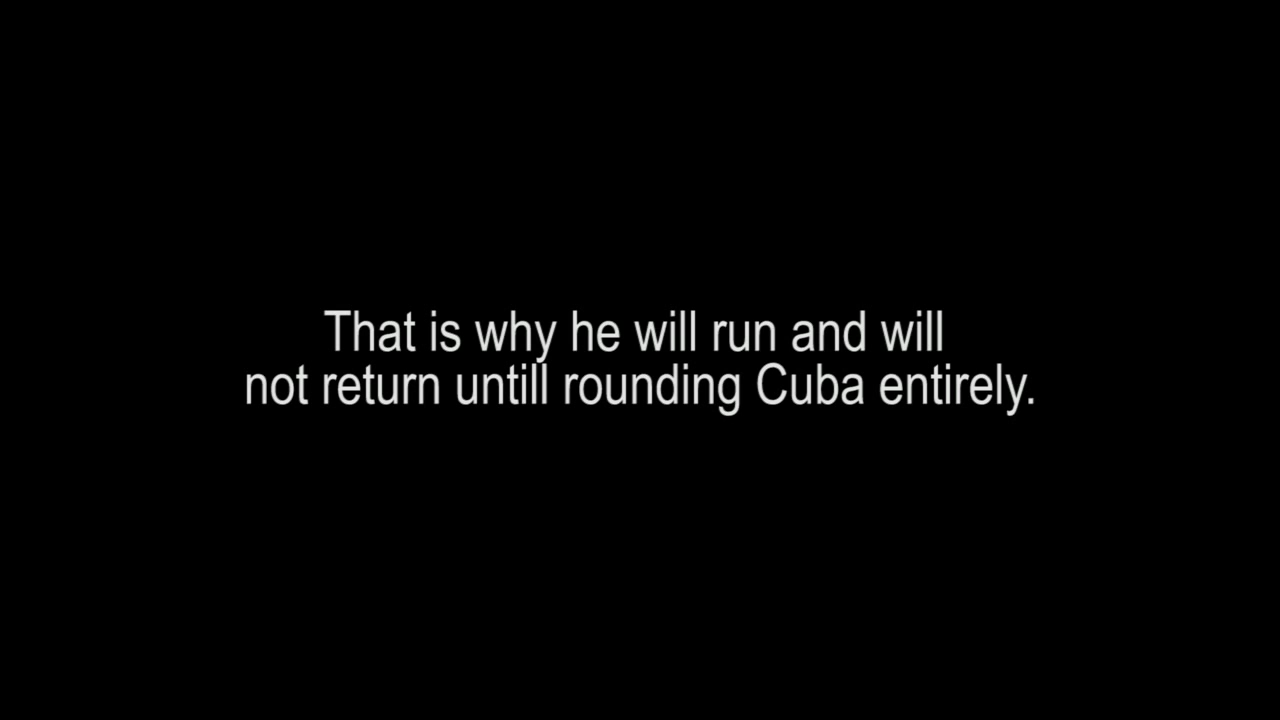 That is why he will run and will
not return untill rounding Cuba entirely.